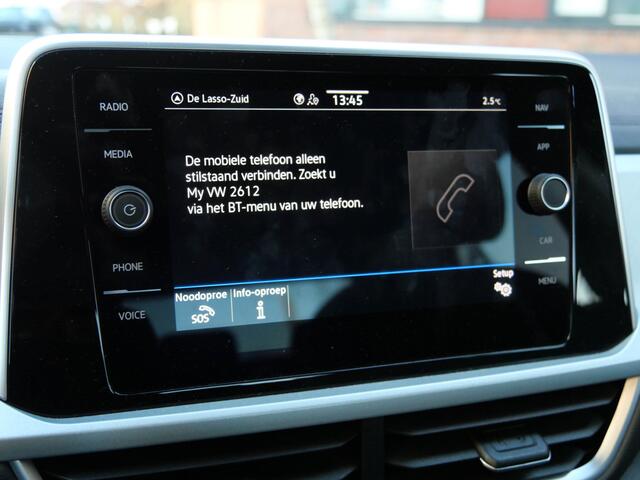 De Lasso-Zuid 13:45 2.5°C
RADIO
MEDIA
PHONE
VOICE
De mobiele telefoon alleen
stilstaand verbinden. Zoekt u
My VW 2612
via het BT-menu van uw telefoon.
Noodoproe Info-oproep Setup
SOS i
NAV
APP
CAR
MENU